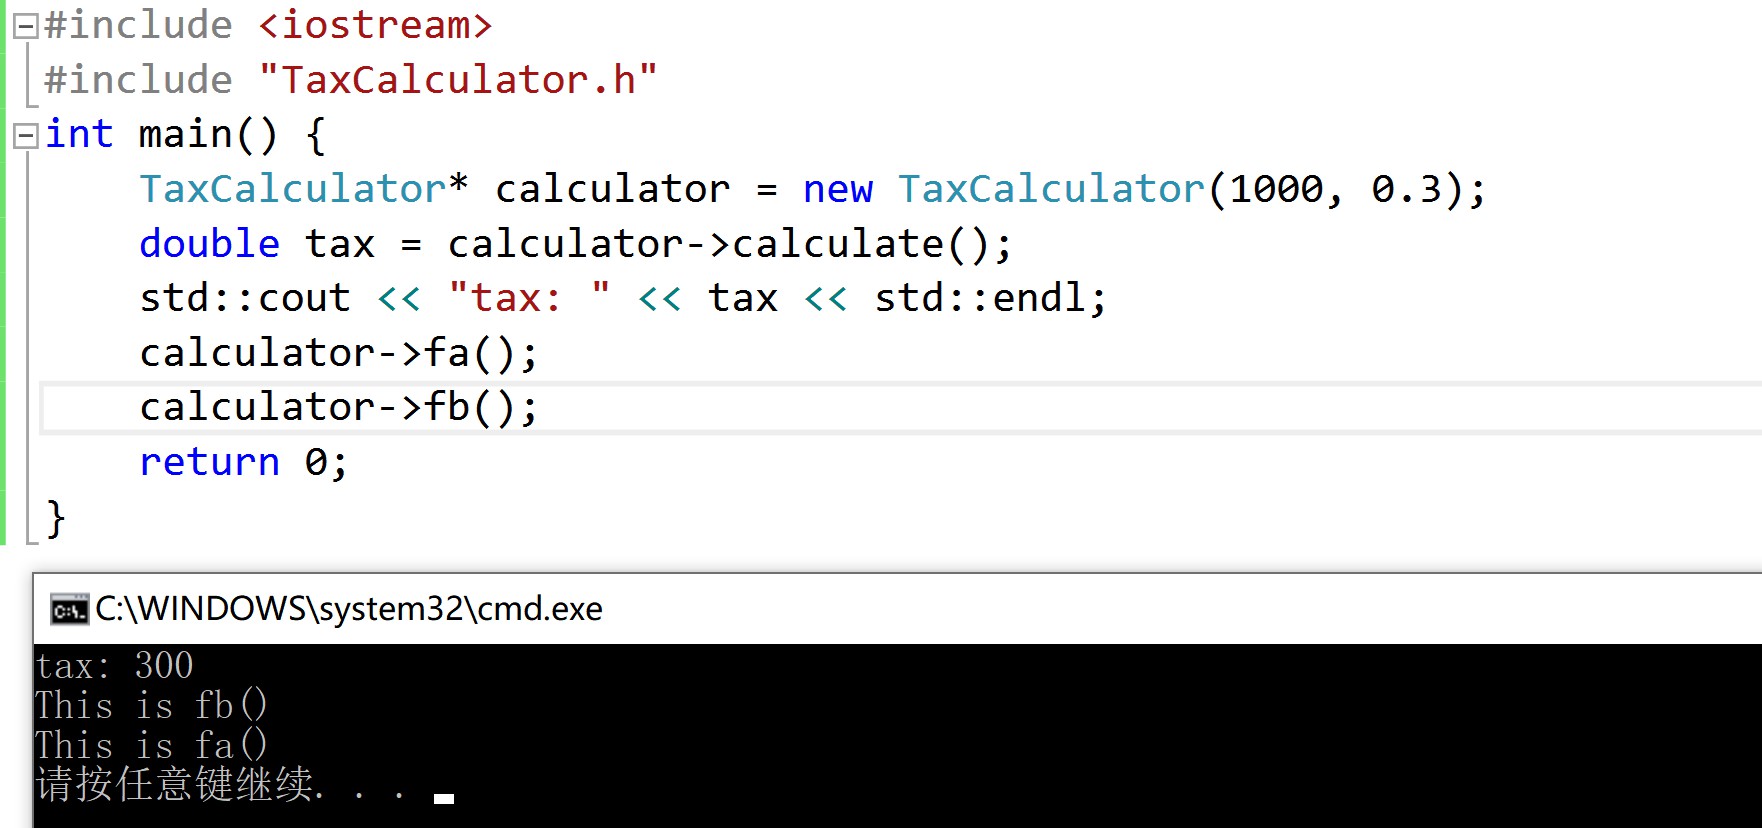 #include <iostream>
#include "TaxCalculator.h"
int main() {
    TaxCalculator* calculator = new TaxCalculator(1000, 0.3);
    double tax = calculator->calculate();
    std::cout << "tax: " << tax << std::endl;
    calculator->fa();
    calculator->fb();
    return 0;
}
C:\WINDOWS\system32\cmd.exe
tax: 300
This is fb()
This is fa()
请按任意键继续. . .